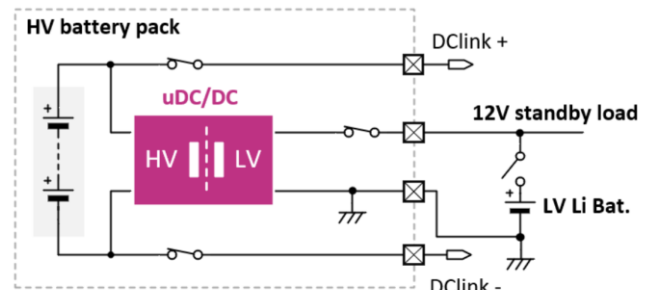 HV battery pack
DClink +
uDC/DC
12V standby load
HV
LV
+
+
+
LV Li Bat.
DClink -